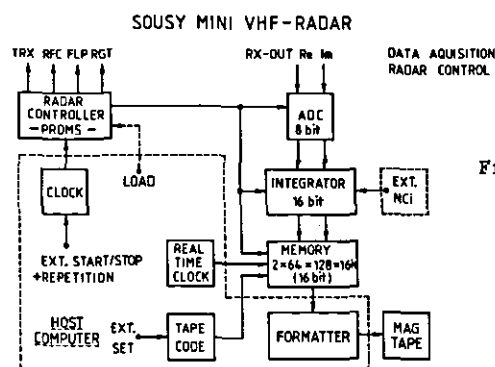 SOUSY MINI VHF-RADAR
TRX RFC FLP RGT
RX-OUT Re Im
DATA AQUISITION
RADAR CONTROL
RADAR
CONTROLLER
-PROMS-
ADC
8 bit
LOAD
CLOCK
INTEGRATOR
16 bit
EXT.
NCi
EXT. START/STOP
+REPETITION
REAL
TIME
CLOCK
MEMORY
2=64=128=16k
(16 bit)
HOST
COMPUTER
EXT.
SET
TAPE
CODE
FORMATTER
MAG
TAPE